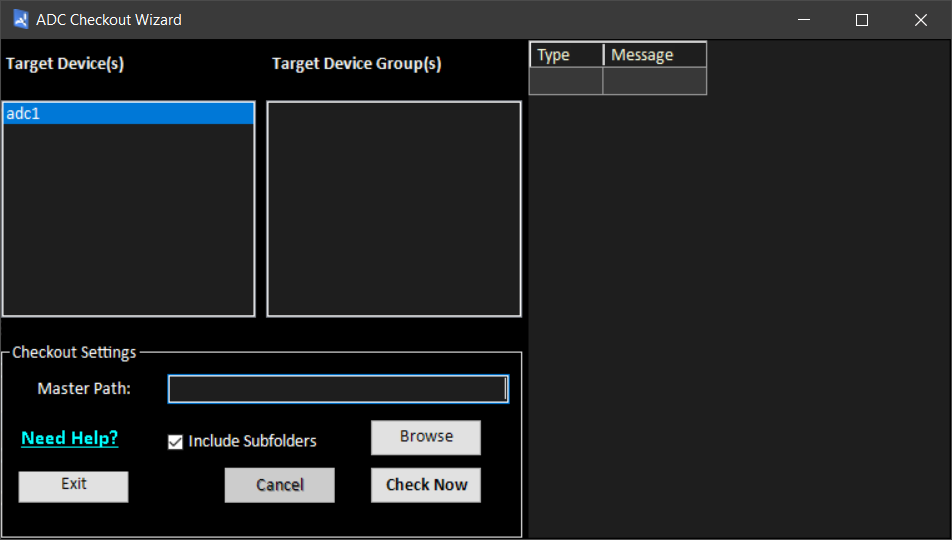 ADC Checkout Wizard
Target Device(s)
Target Device Group(s)
Type
Message
adc1
Checkout Settings
Master Path:
Need Help?
Include Subfolders
Browse
Exit
Cancel
Check Now